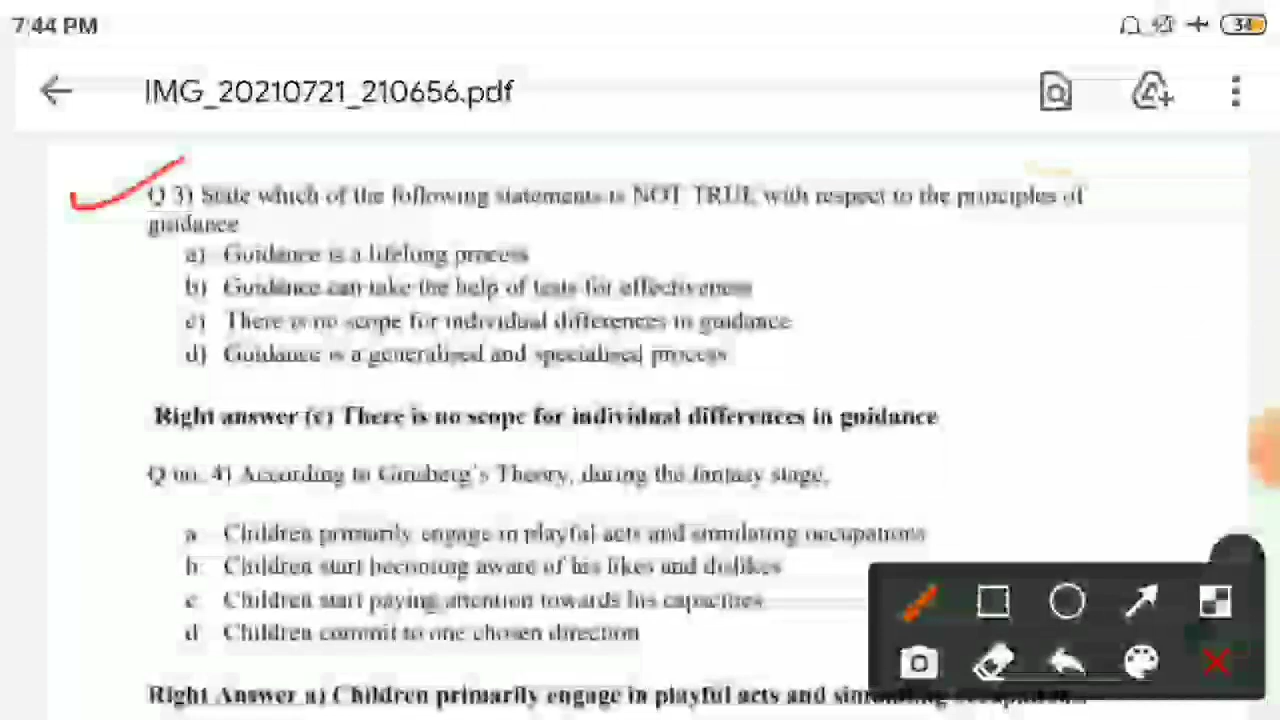 7:44 PM
34
IMG_20210721_210656.pdf
Q 3) State which of the following statements is NOT TRUE with respect to the principles of
guidance
a) Guidance is a lifelong process
b) Guidance can take the help of tests for effectiveness
c) There is no scope for individual differences in guidance
d) Guidance is a generalised and specialised process
Right answer (c) There is no scope for individual differences in guidance
Q no. 4) According to Ginzberg's Theory, during the fantasy stage,
a Children primarily engage in playful acts and simulating occupations
b. Children start becoming aware of his likes and dislikes
c Children start paying attention towards his capacities
d Children commit to one chosen direction
Right Answer a) Children primarily engage in playful acts and simulating